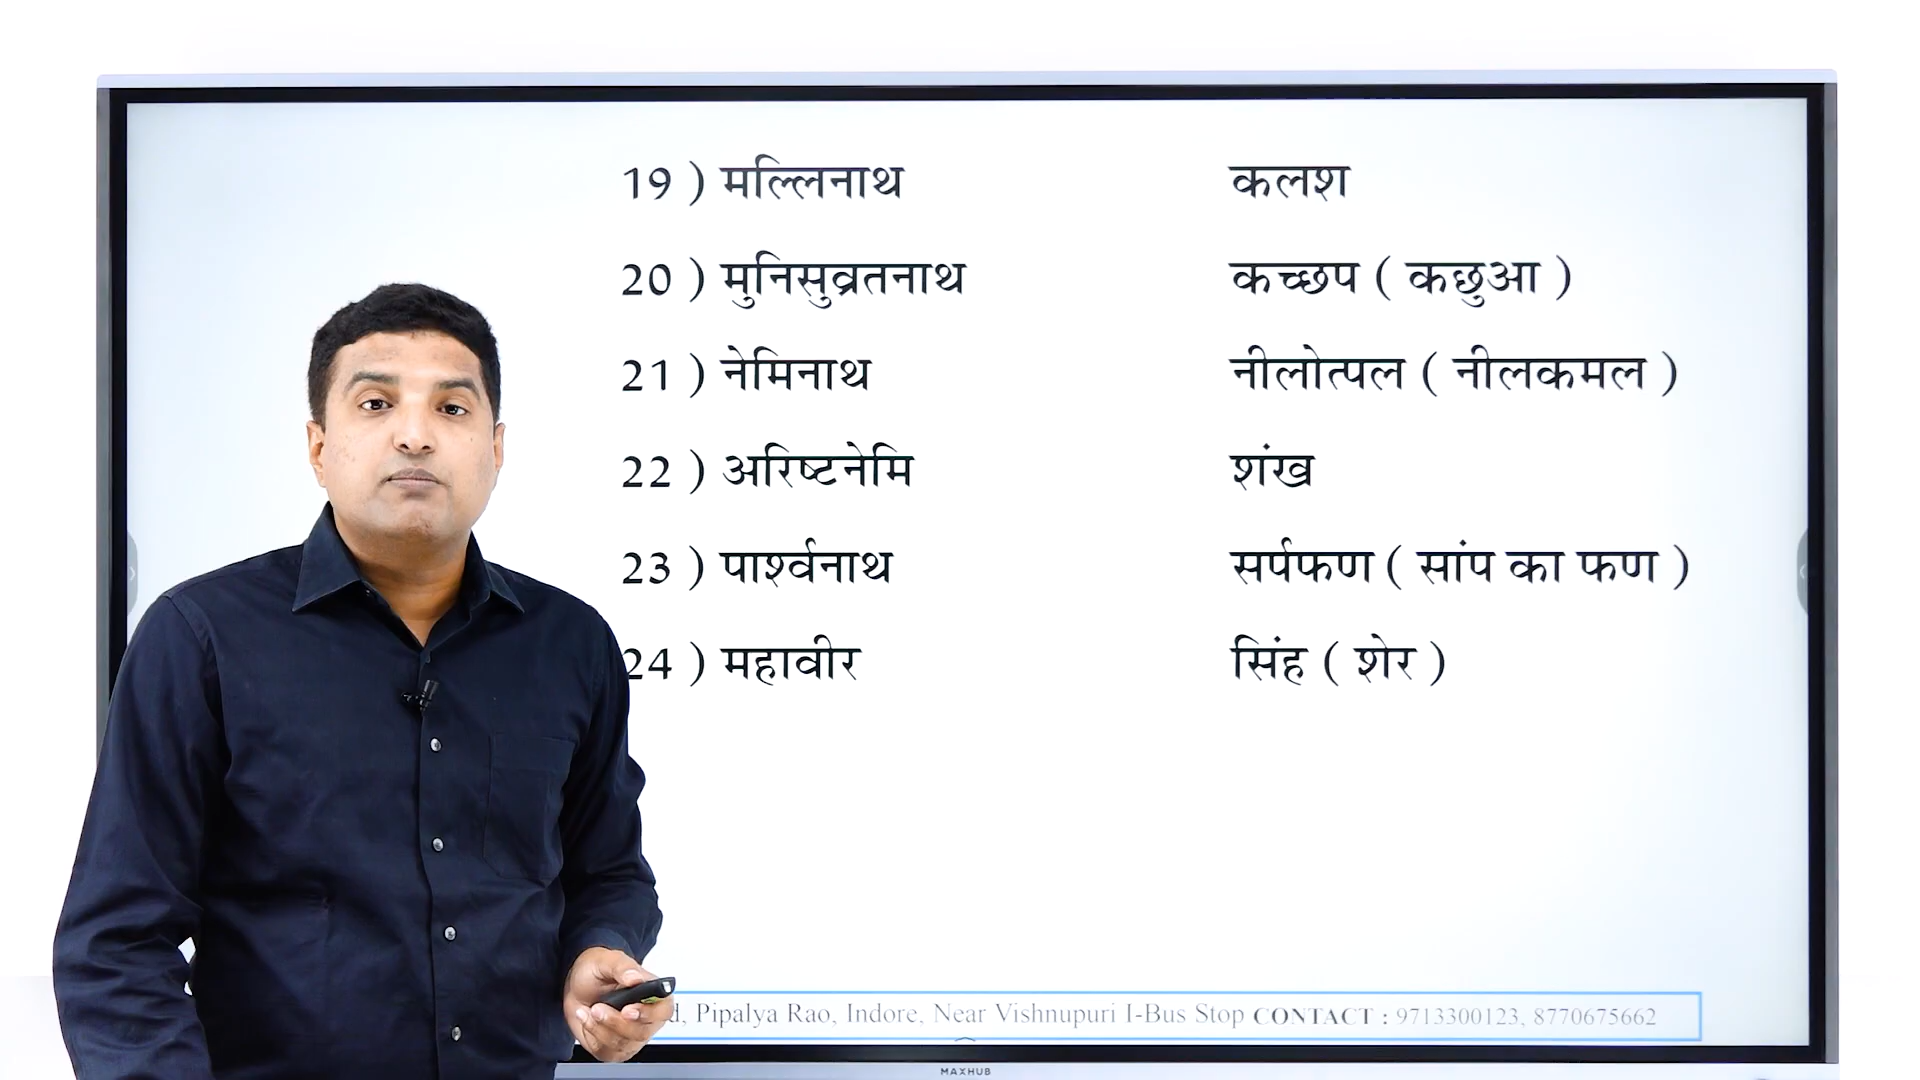 19 ) मल्लिनाथ कलश
20 ) मुनिसुव्रतनाथ कच्छप ( कछुआ )
21 ) नेमिनाथ नीलोत्पल ( नीलकमल )
22 ) अरिष्टनेमि शंख
23 ) पार्श्वनाथ सर्पफण ( सांप का फण )
24 ) महावीर सिंह ( शेर )
Pipalya Rao, Indore, Near Vishnupuri I-Bus Stop CONTACT : 9713300123, 8770675662
MAXHUB